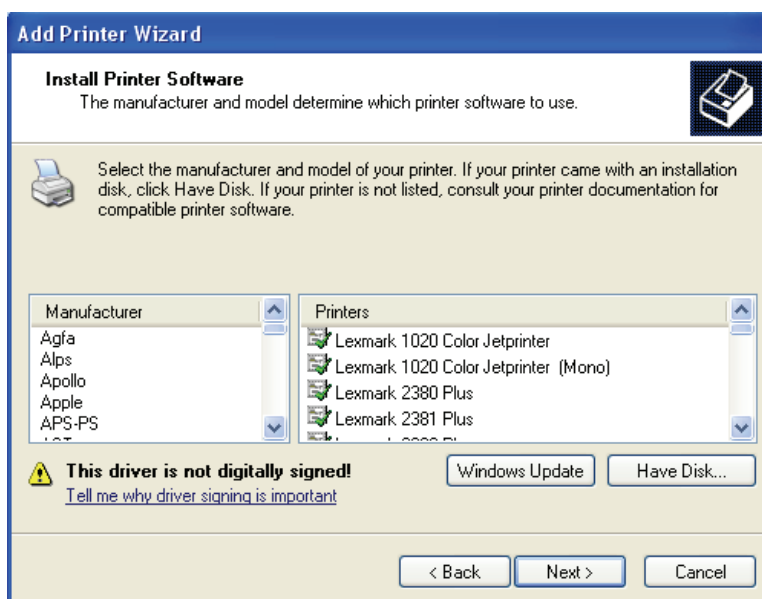 Add Printer Wizard
Install Printer Software
The manufacturer and model determine which printer software to use.
Select the manufacturer and model of your printer. If your printer came with an installation
disk, click Have Disk. If your printer is not listed, consult your printer documentation for
compatible printer software.
Manufacturer
Agfa
Alps
Apollo
Apple
APS-PS
Printers
Lexmark 1020 Color Jetprinter
Lexmark 1020 Color Jetprinter (Mono)
Lexmark 2380 Plus
Lexmark 2381 Plus
This driver is not digitally signed!
Tell me why driver signing is important
Windows Update
Have Disk...
< Back
Next >
Cancel